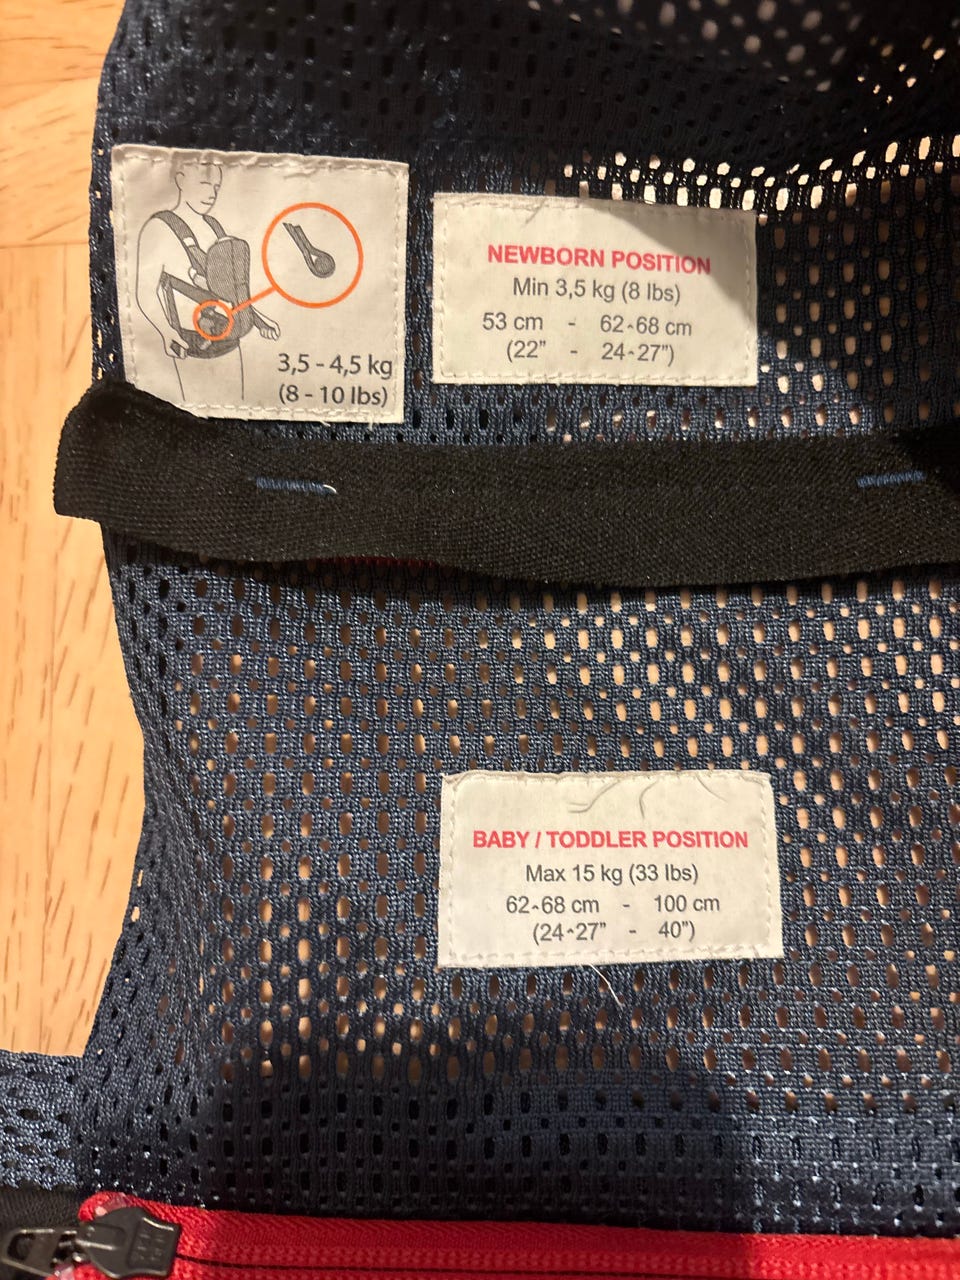 3,5 - 4,5 kg
(8 - 10 lbs)
NEWBORN POSITION
Min 3,5 kg (8 lbs)
53 cm - 62-68 cm
(22” - 24-27”)
BABY / TODDLER POSITION
Max 15 kg (33 lbs)
62-68 cm - 100 cm
(24-27” - 40”)